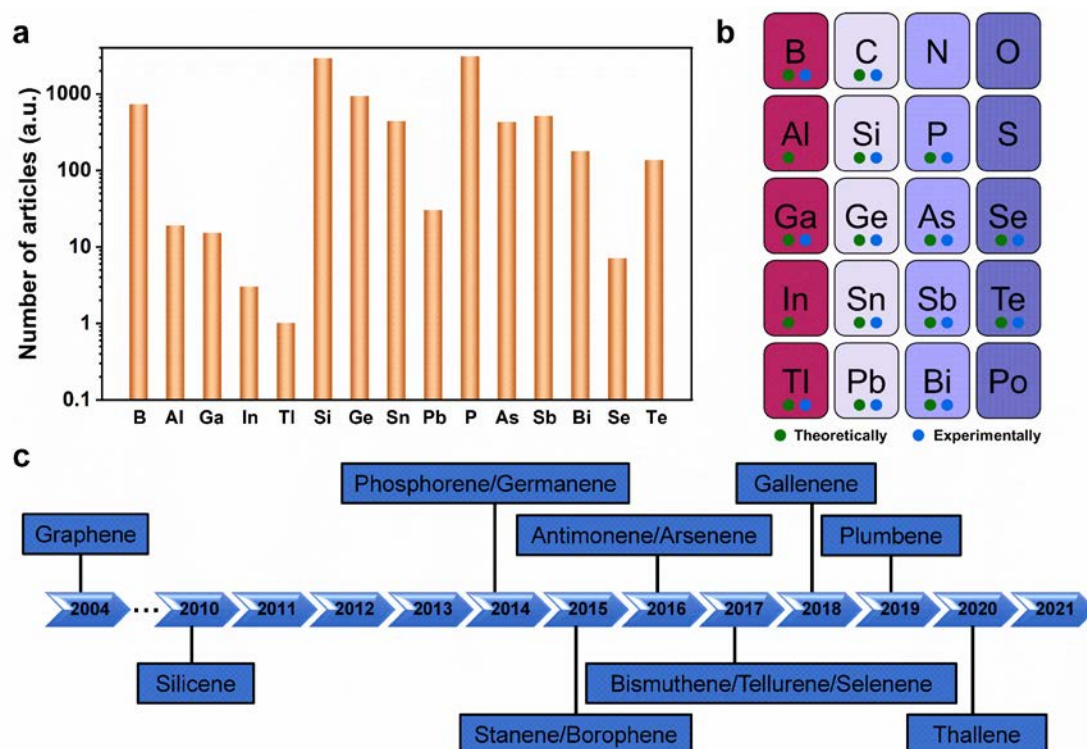 a
Number of articles (a.u.)
1000
100
10
1
0.1
B Al Ga In Tl Si Ge Sn Pb P As Sb Bi Se Te
b
B C N O
Al Si P S
Ga Ge As Se
In Sn Sb Te
Tl Pb Bi Po
Theoretically Experimentally
c
Phosphorene/Germanene Gallenene
Graphene Antimonene/Arsenene Plumbene
2004 ... 2010 2011 2012 2013 2014 2015 2016 2017 2018 2019 2020 2021
Silicene Bismuthene/Tellurene/Selenene
Stanene/Borophene Thallene